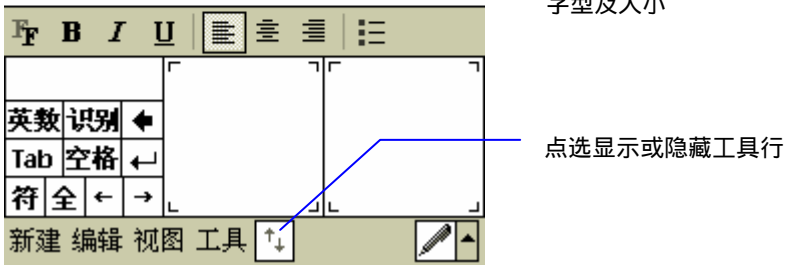 字型及大小
FF B I U
英数 识别
Tab 空格
点选显示或隐藏工具行
符 全 ← →
新建 编辑 视图 工具